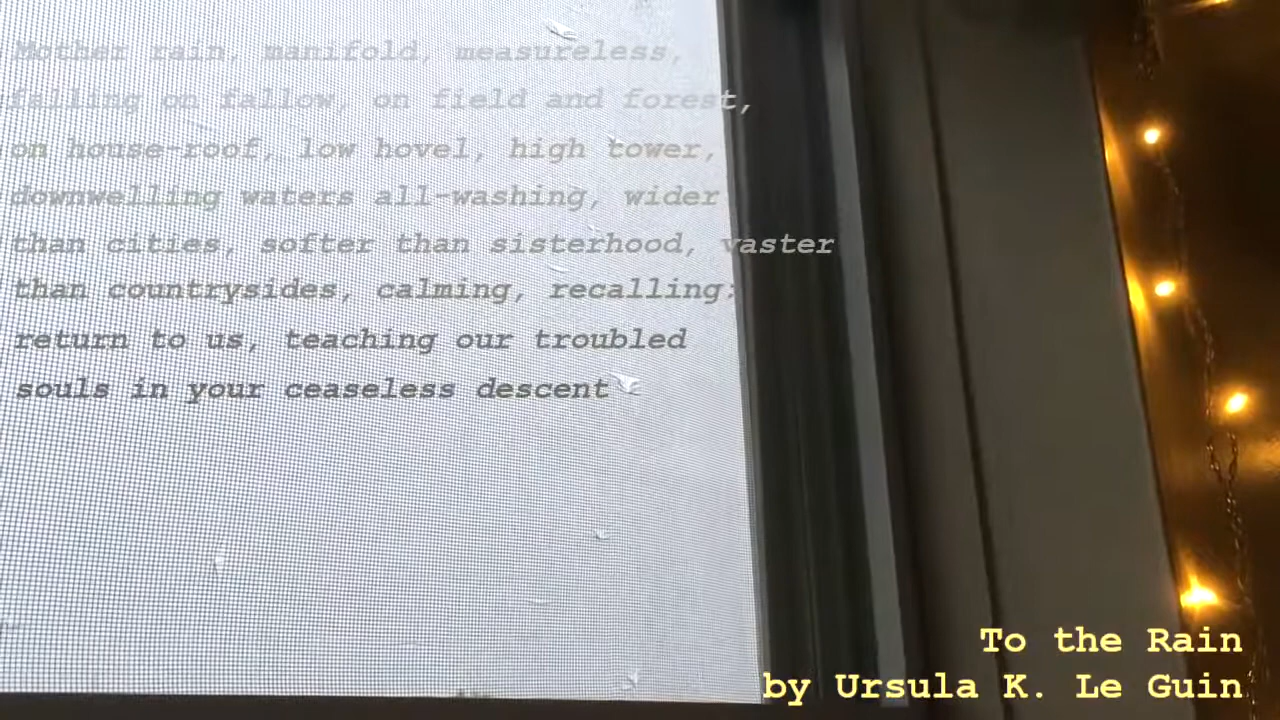 Mother rain, manifold, measureless,
falling on fallow, on field and forest,
on house-roof, low hovel, high tower,
downwelling waters all-washing, wider
than cities, softer than sisterhood, vaster
than countrysides, calming, recalling:
return to us, teaching our troubled
souls in your ceaseless descent
To the Rain
by Ursula K. Le Guin